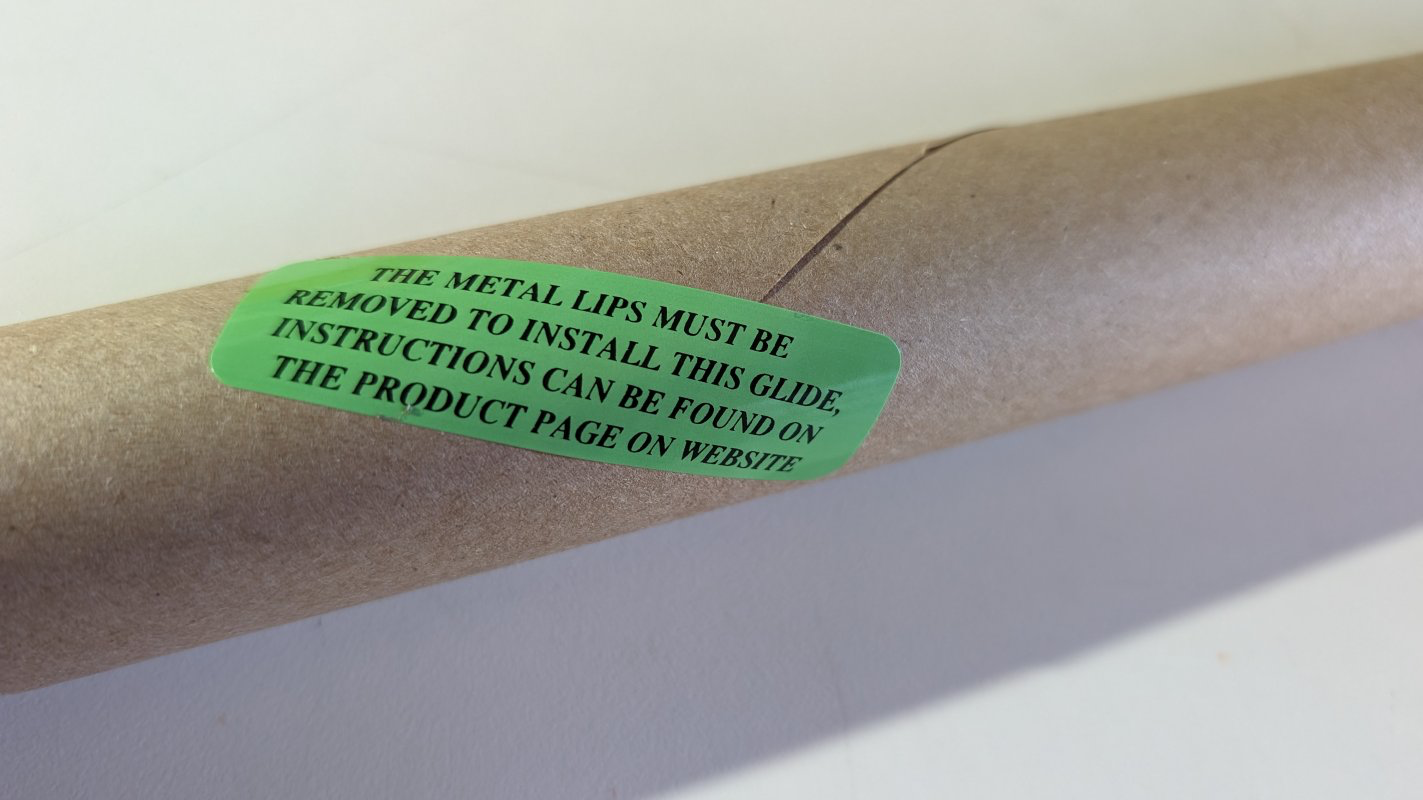 THE METAL LIPS MUST BE
REMOVED TO INSTALL THIS GLIDE,
INSTRUCTIONS CAN BE FOUND ON
THE PRODUCT PAGE ON WEBSITE